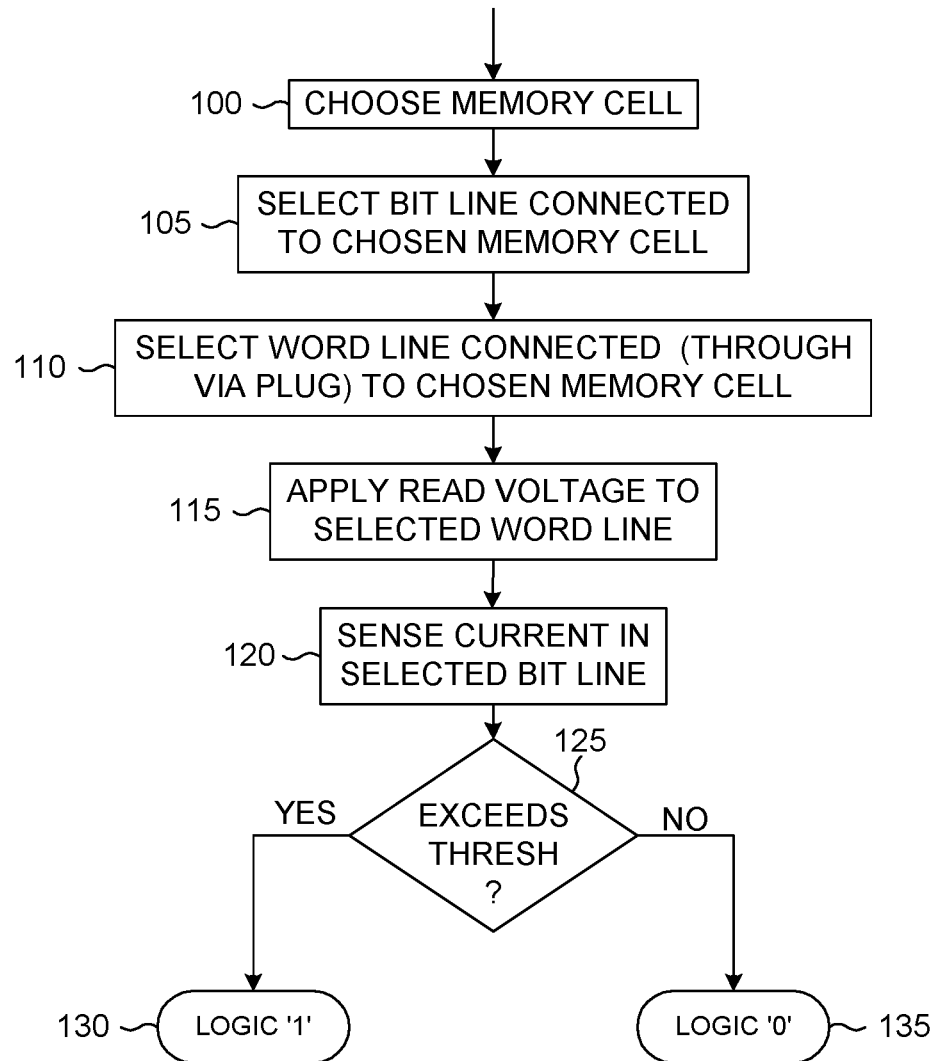 100
CHOOSE MEMORY CELL
105
SELECT BIT LINE CONNECTED
TO CHOSEN MEMORY CELL
110
SELECT WORD LINE CONNECTED (THROUGH
VIA PLUG) TO CHOSEN MEMORY CELL
115
APPLY READ VOLTAGE TO
SELECTED WORD LINE
120
SENSE CURRENT IN
SELECTED BIT LINE
125
YES
EXCEEDS
THRESH
?
NO
130
LOGIC '1'
LOGIC '0'
135